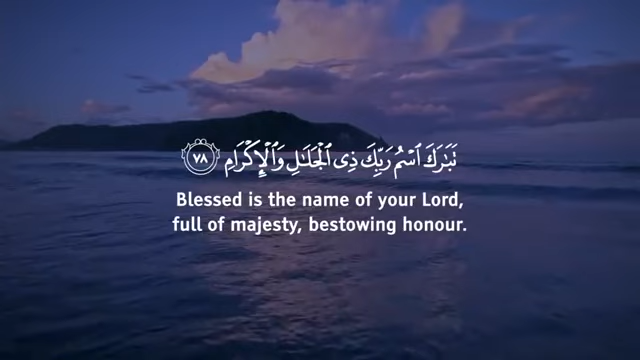 تَبَٰرَكَ ٱسْمُ رَبِّكَ ذِى ٱلْجَلَٰلِ وَٱلْإِكْرَامِ ٧٨
Blessed is the name of your Lord,
full of majesty, bestowing honour.